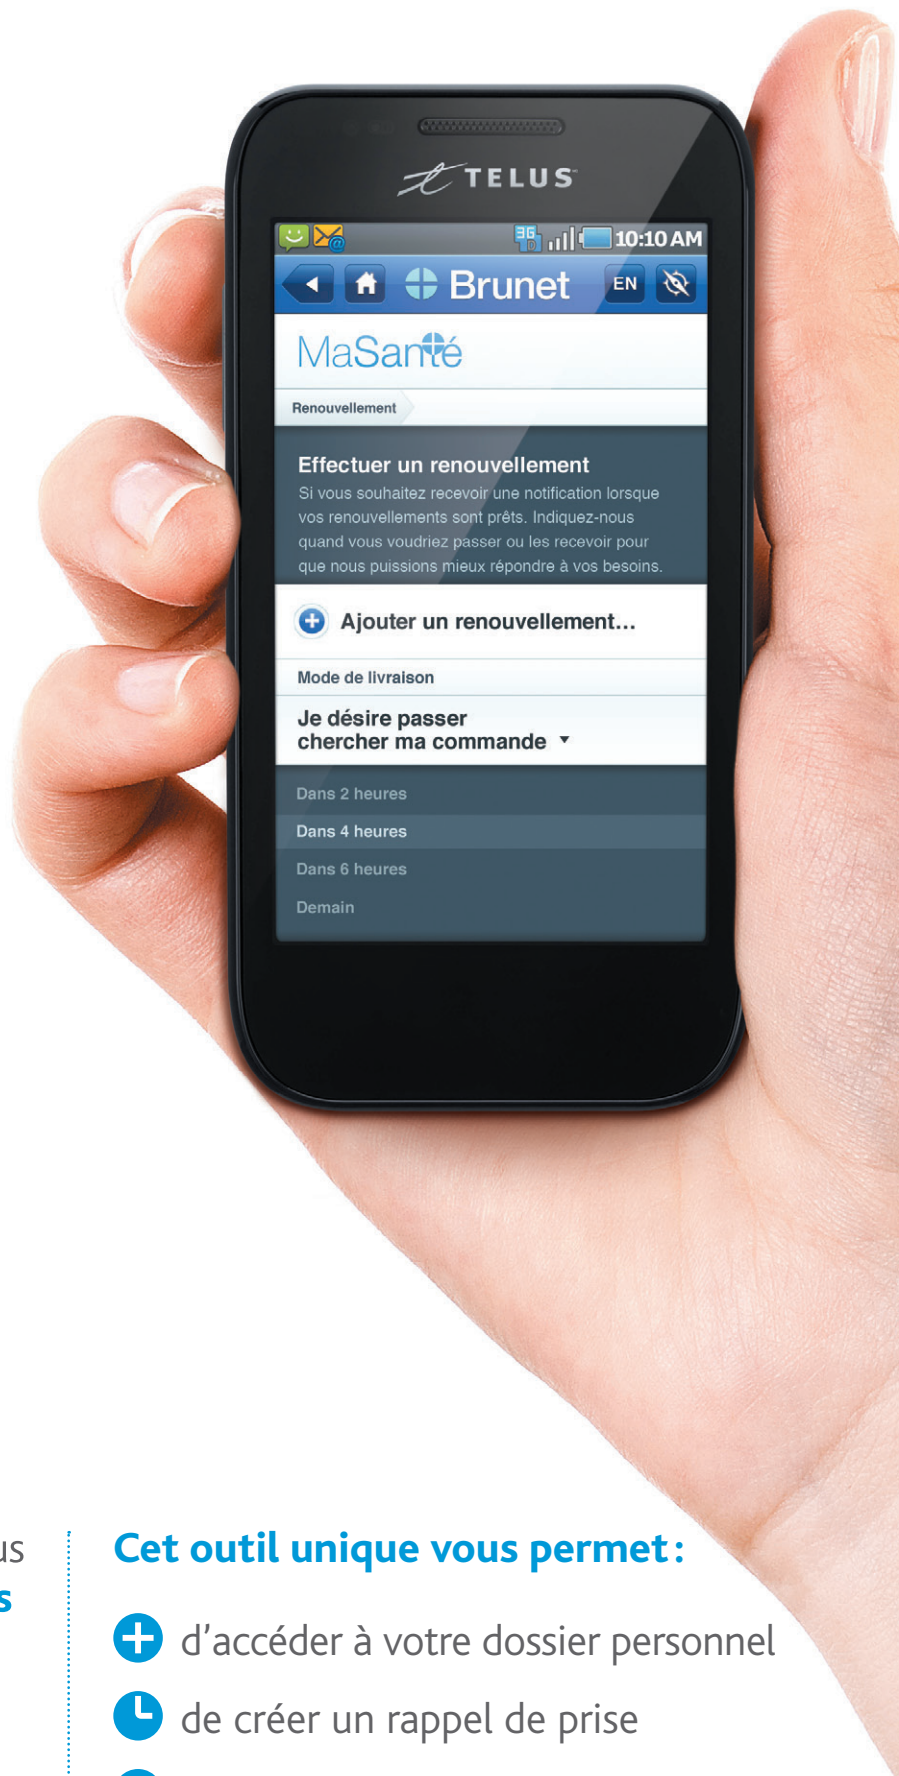 TELUS
3G
10:10 AM
Brunet
EN
MaSanté
Renouvellement
Effectuer un renouvellement
Si vous souhaitez recevoir une notification lorsque
vos renouvellements sont prêts. Indiquez-nous
quand vous voudriez passer ou les recevoir pour
que nous puissions mieux répondre à vos besoins.
Ajouter un renouvellement...
Mode de livraison
Je désire passer
chercher ma commande
Dans 2 heures
Dans 4 heures
Dans 6 heures
Demain
Cet outil unique vous permet :
d’accéder à votre dossier personnel
de créer un rappel de prise